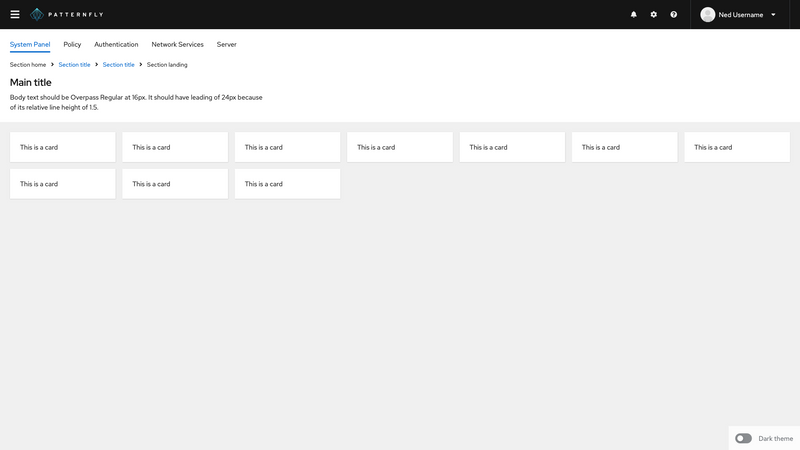 PATTERNFLY
Ned Username
System Panel Policy Authentication Network Services Server
Section home Section title Section title Section landing
Main title
Body text should be Overpass Regular at 16px. It should have leading of 24px because
of its relative line height of 1.5.
This is a card This is a card This is a card This is a card This is a card This is a card This is a card
This is a card This is a card This is a card
Dark theme